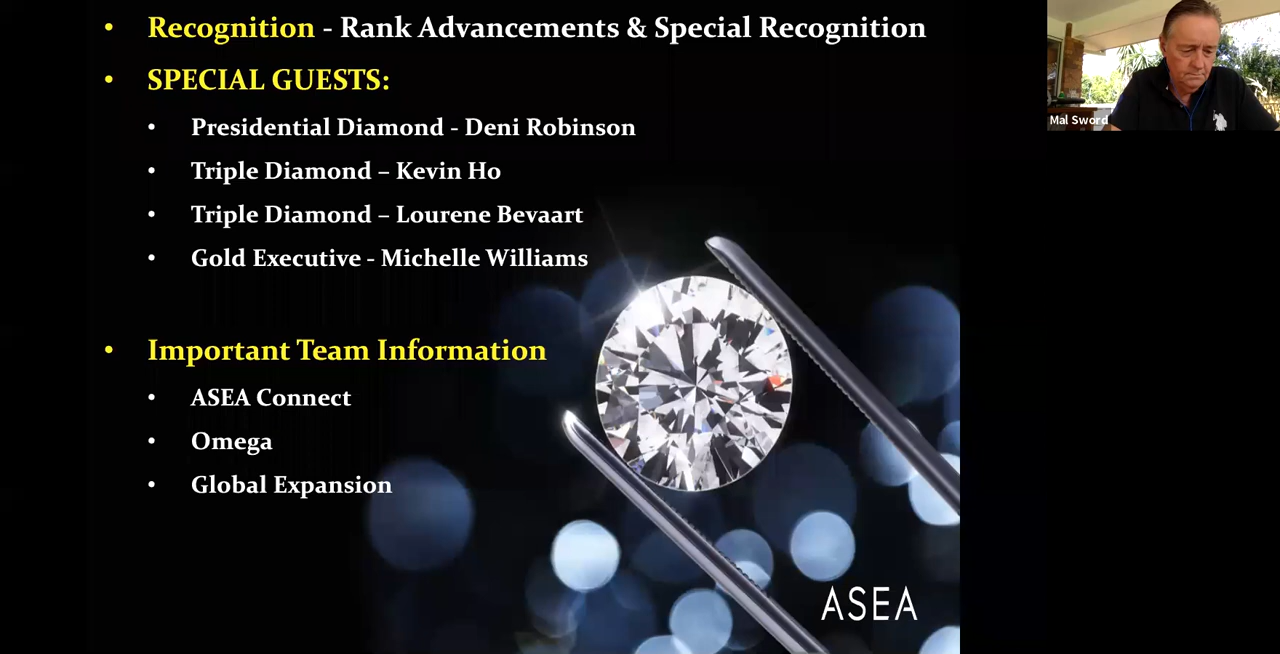 • Recognition - Rank Advancements & Special Recognition
• SPECIAL GUESTS:
• Presidential Diamond - Deni Robinson
• Triple Diamond – Kevin Ho
• Triple Diamond – Lourene Bevaart
• Gold Executive - Michelle Williams
• Important Team Information
• ASEA Connect
• Omega
• Global Expansion
ASEA
Mal Sword